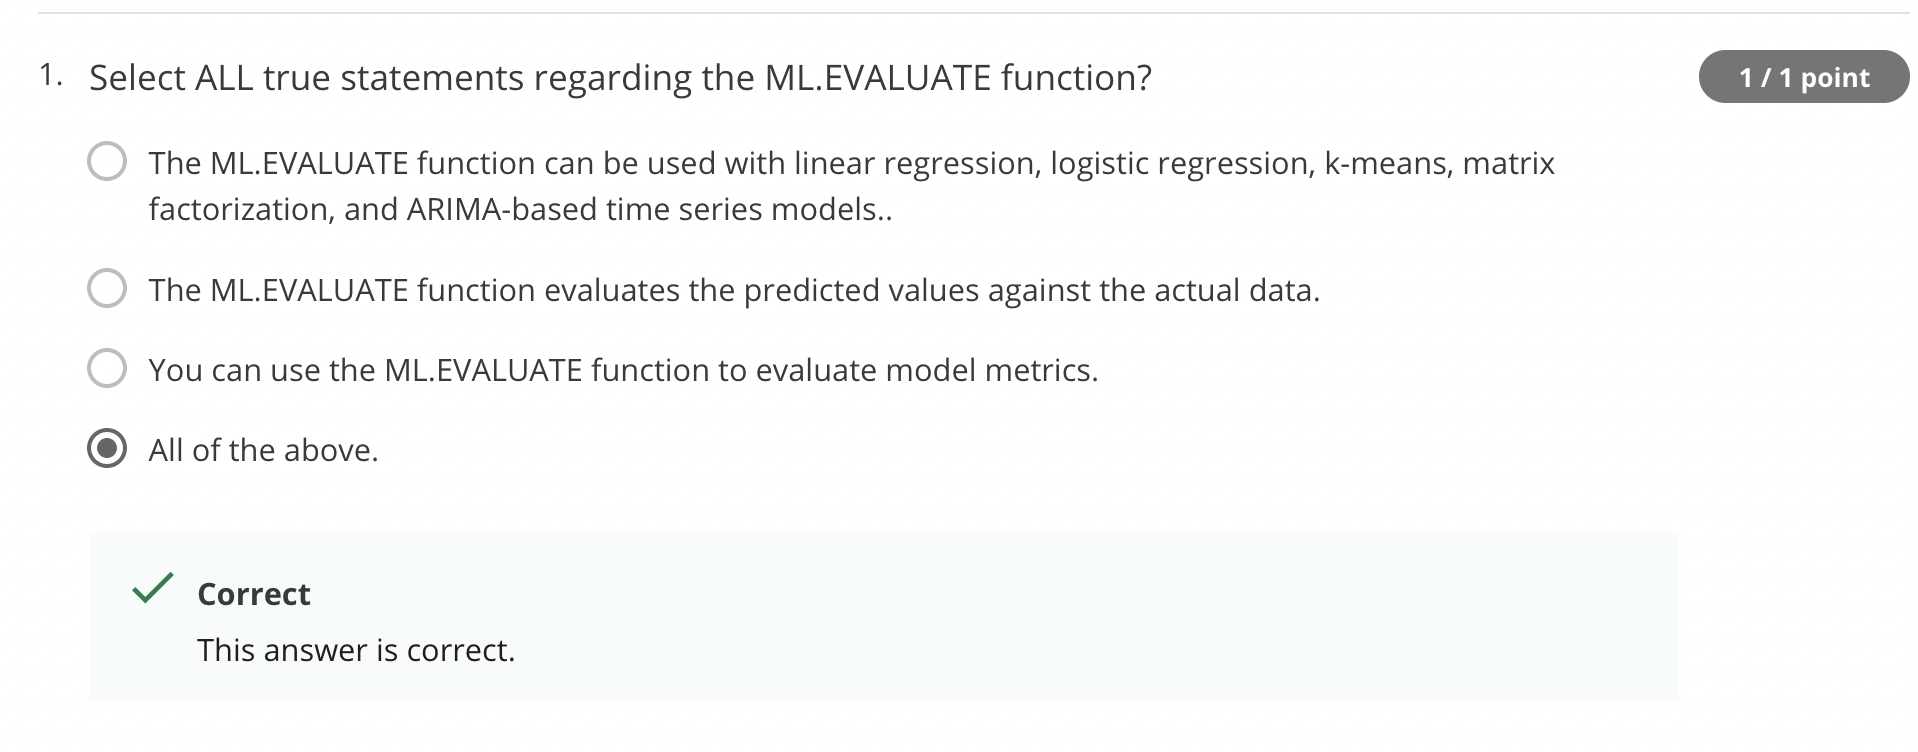 1. Select ALL true statements regarding the ML.EVALUATE function?
1 / 1 point
The ML.EVALUATE function can be used with linear regression, logistic regression, k-means, matrix
factorization, and ARIMA-based time series models..
The ML.EVALUATE function evaluates the predicted values against the actual data.
You can use the ML.EVALUATE function to evaluate model metrics.
All of the above.
Correct
This answer is correct.